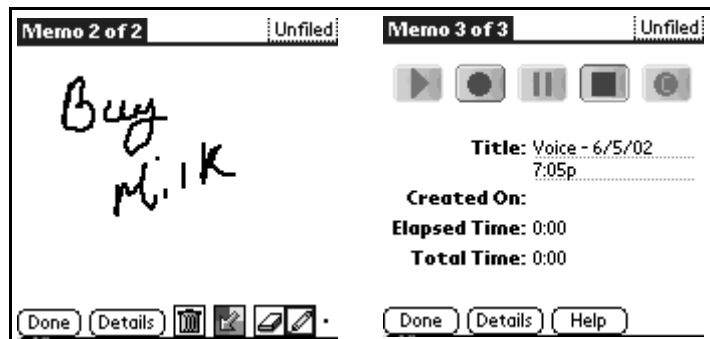 Memo 2 of 2 Unfiled
Buy
Milk
Done Details
Memo 3 of 3 Unfiled
Title: Voice - 6/5/02
7:05p
Created On:
Elapsed Time: 0:00
Total Time: 0:00
Done Details Help